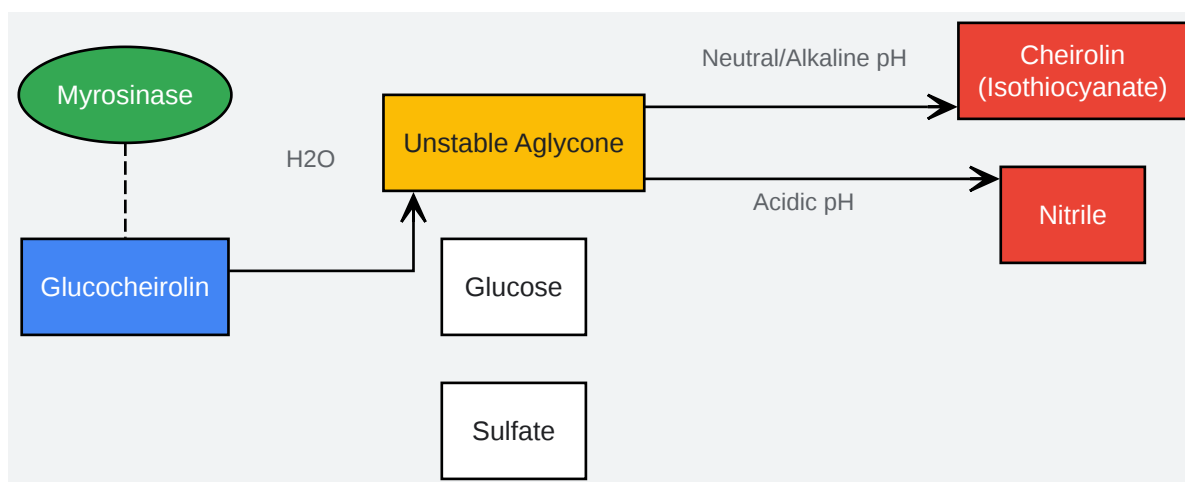 Myrosinase
H2O
Unstable Aglycone
Neutral/Alkaline pH
Cheirolin
(Isothiocyanate)
Acidic pH
Nitrile
Glucocheirolin
Glucose
Sulfate